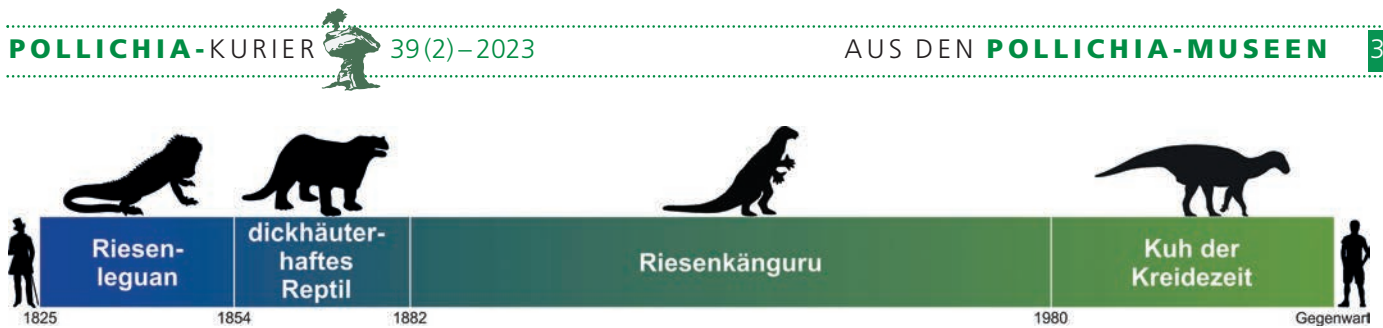 POLLICHIA-KURIER 39(2)–2023 AUS DEN POLLICHIA-MUSEEN 3
Riesen-
leguan
dickhäuter-
haftes
Reptil
Riesenkänguru
Kuh der
Kreidezeit
1825 1854 1882 1980 Gegenwart